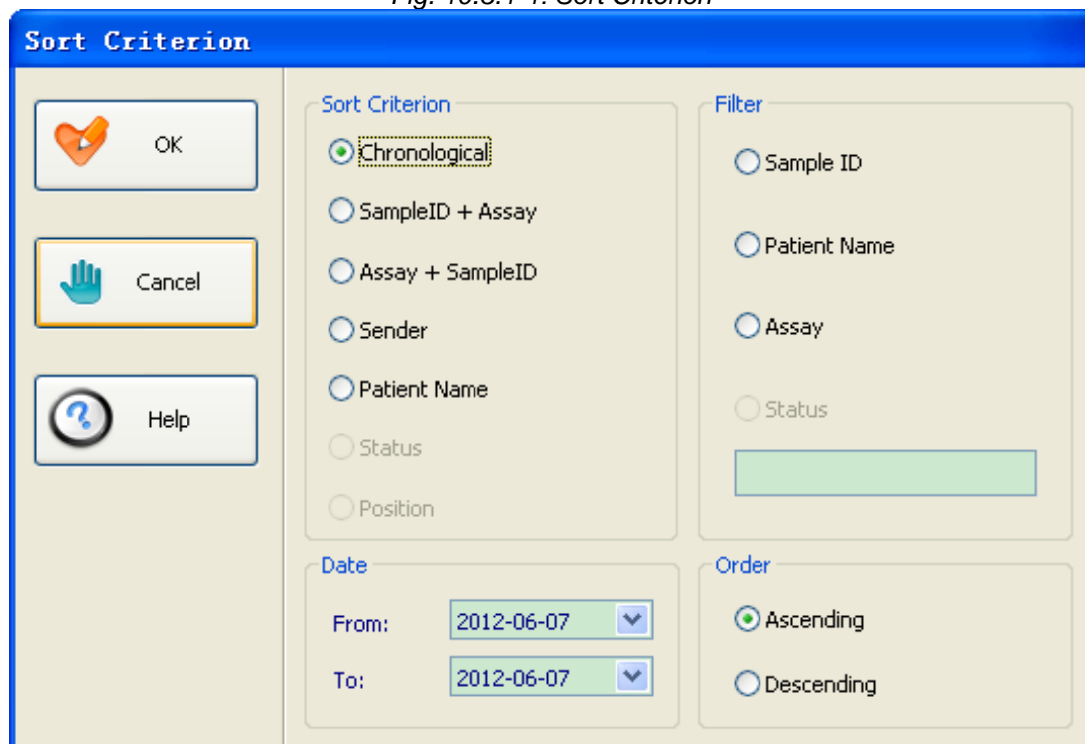 Sort Criterion
OK
Cancel
Help
Sort Criterion
Chronological
SampleID + Assay
Assay + SampleID
Sender
Patient Name
Status
Position
Filter
Sample ID
Patient Name
Assay
Status
Date
From: 2012-06-07
To: 2012-06-07
Order
Ascending
Descending